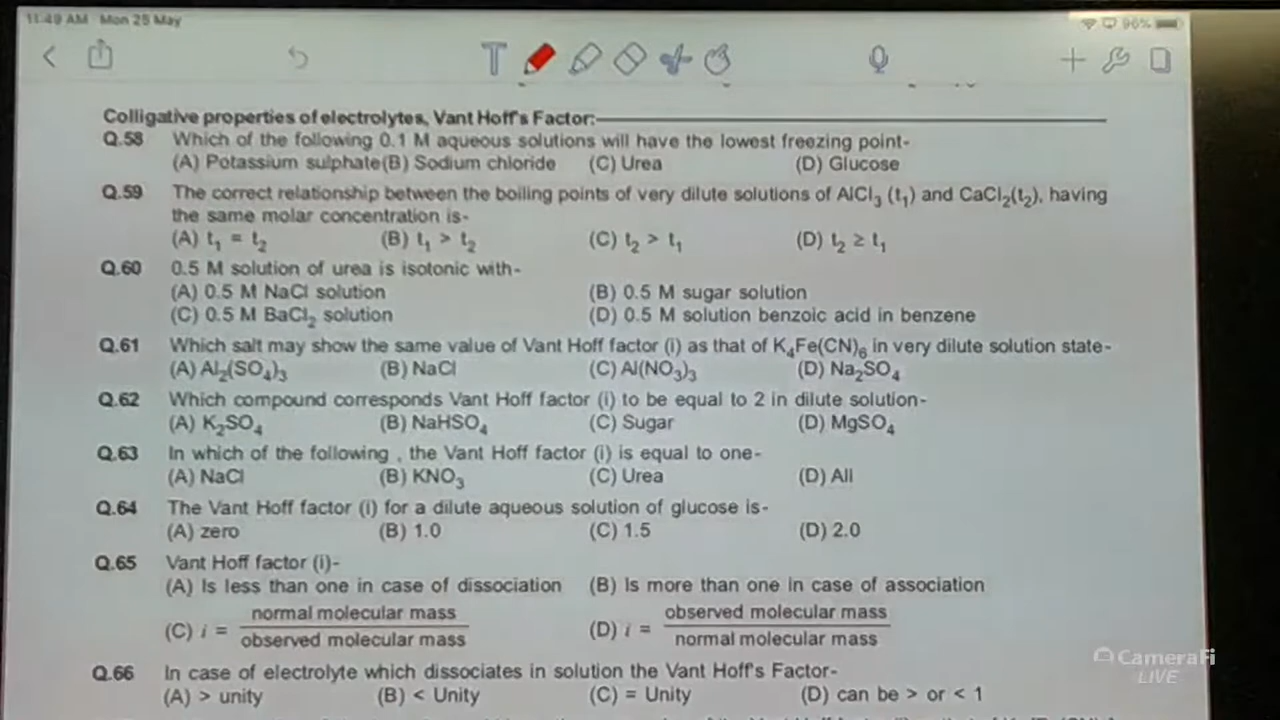 11:49 AM Mon 25 May
96%
T
Colligative properties of electrolytes, Vant Hoff's Factor:
Q.58 Which of the following 0.1 M aqueous solutions will have the lowest freezing point-
(A) Potassium sulphate (B) Sodium chloride (C) Urea (D) Glucose
Q.59 The correct relationship between the boiling points of very dilute solutions of AlCl₃ (t₁) and CaCl₂(t₂), having
the same molar concentration is-
(A) t₁ = t₂ (B) t₁ > t₂ (C) t₂ > t₁ (D) t₂ ≥ t₁
Q.60 0.5 M solution of urea is isotonic with-
(A) 0.5 M NaCl solution (B) 0.5 M sugar solution
(C) 0.5 M BaCl₂ solution (D) 0.5 M solution benzoic acid in benzene
Q.61 Which salt may show the same value of Vant Hoff factor (i) as that of K₄Fe(CN)₆ in very dilute solution state-
(A) Al₂(SO₄)₃ (B) NaCl (C) Al(NO₃)₃ (D) Na₂SO₄
Q.62 Which compound corresponds Vant Hoff factor (i) to be equal to 2 in dilute solution-
(A) K₂SO₄ (B) NaHSO₄ (C) Sugar (D) MgSO₄
Q.63 In which of the following , the Vant Hoff factor (i) is equal to one-
(A) NaCl (B) KNO₃ (C) Urea (D) All
Q.64 The Vant Hoff factor (i) for a dilute aqueous solution of glucose is-
(A) zero (B) 1.0 (C) 1.5 (D) 2.0
Q.65 Vant Hoff factor (i)-
(A) Is less than one in case of dissociation (B) Is more than one in case of association
(C) i = normal molecular mass / observed molecular mass (D) i = observed molecular mass / normal molecular mass
Q.66 In case of electrolyte which dissociates in solution the Vant Hoff's Factor-
(A) > unity (B) < Unity (C) = Unity (D) can be > or < 1
CameraFi
LIVE